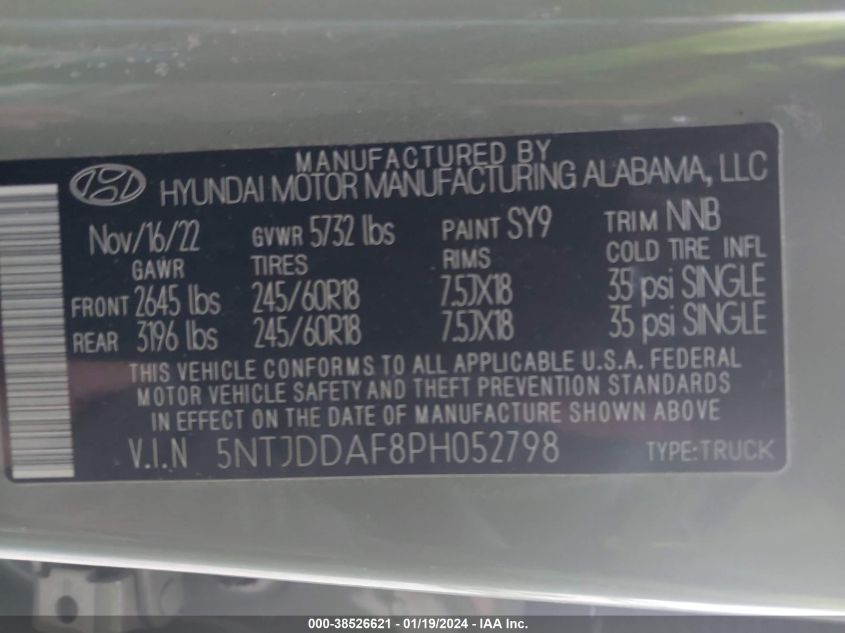 MANUFACTURED BY
HYUNDAI MOTOR MANUFACTURING ALABAMA, LLC
Nov/16/22 GVWR 5732 lbs PAINT SY9 TRIM NNB
GAWR TIRES RIMS COLD TIRE INFL
FRONT 2645 lbs 245/60R18 7.5JX18 35 psi SINGLE
REAR 3196 lbs 245/60R18 7.5JX18 35 psi SINGLE
THIS VEHICLE CONFORMS TO ALL APPLICABLE U.S.A. FEDERAL
MOTOR VEHICLE SAFETY AND THEFT PREVENTION STANDARDS
IN EFFECT ON THE DATE OF MANUFACTURE SHOWN ABOVE
V.I.N 5NTJDDAF8PH052798 TYPE:TRUCK
000-38526621 / 01/19/2024 - IAA Inc.